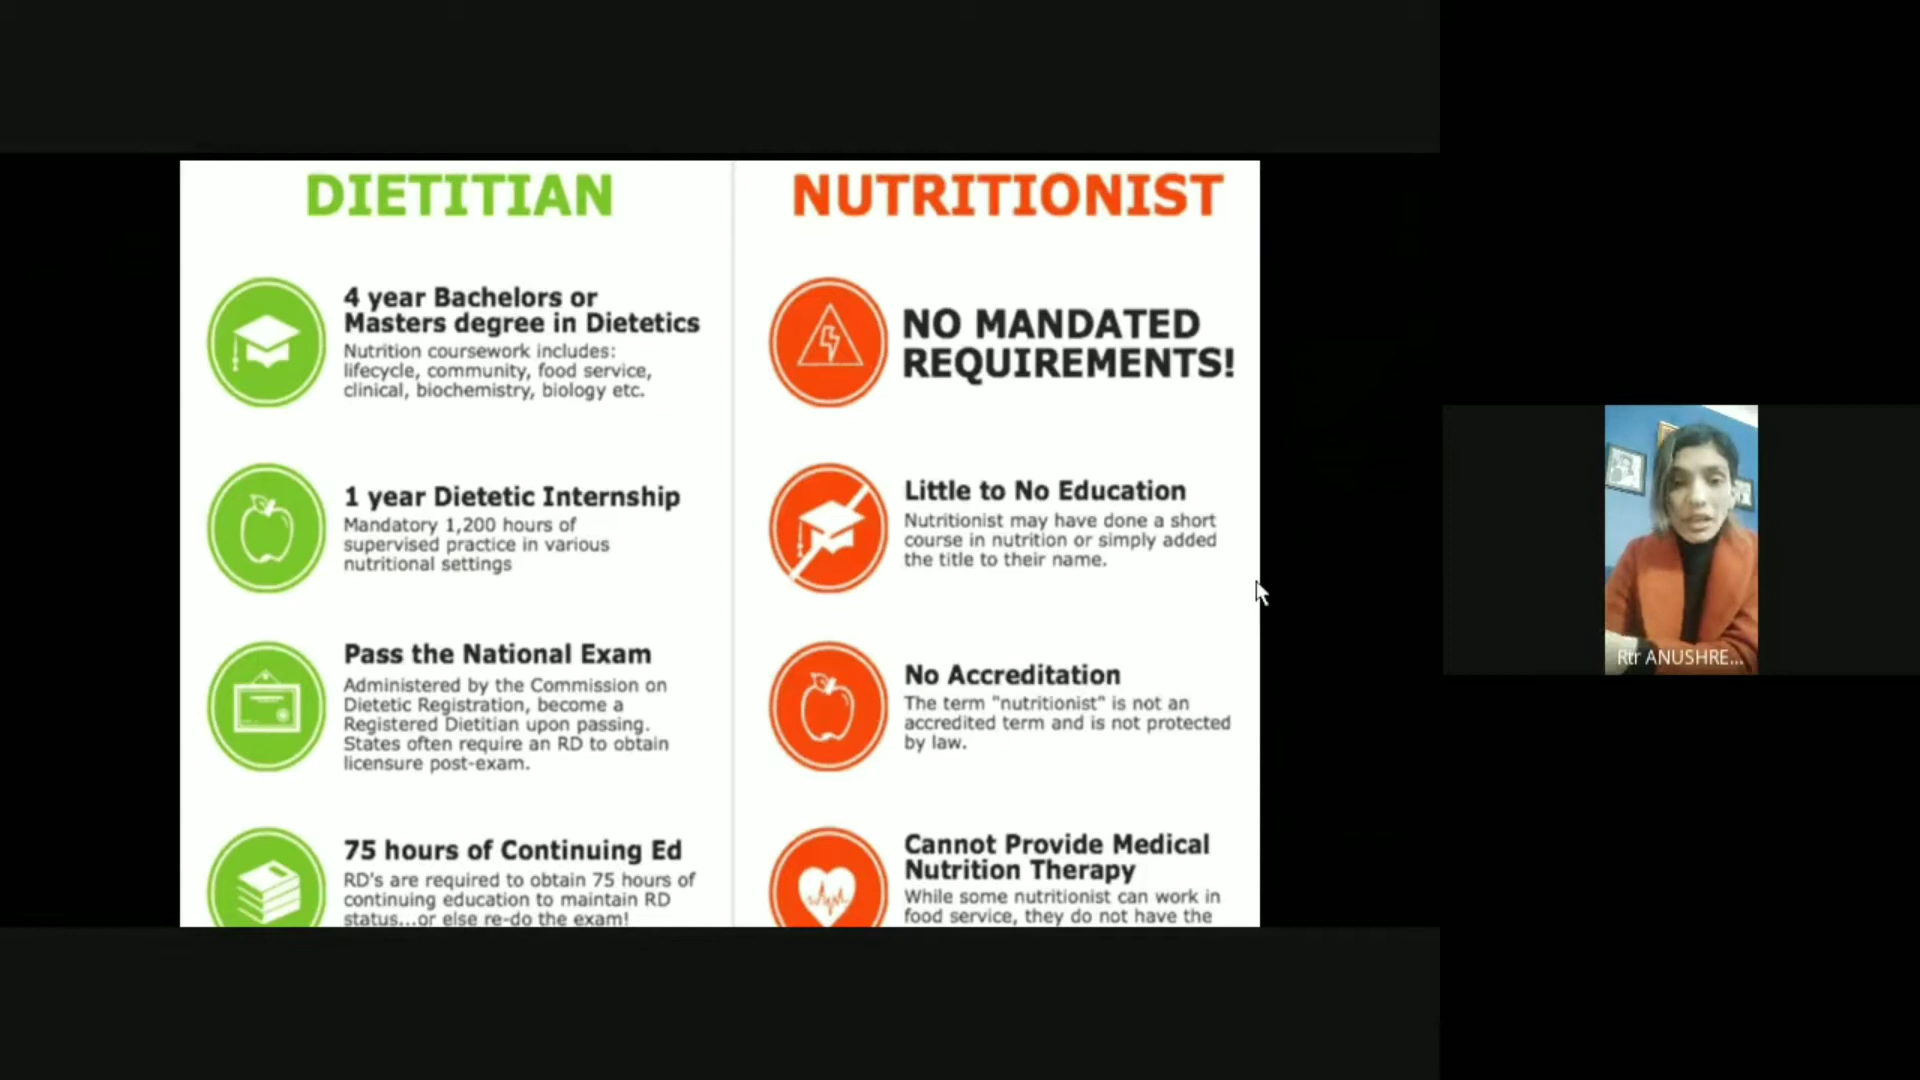 DIETITIAN
4 year Bachelors or
Masters degree in Dietetics
Nutrition coursework includes:
lifecycle, community, food service,
clinical, biochemistry, biology etc.
1 year Dietetic Internship
Mandatory 1,200 hours of
supervised practice in various
nutritional settings
Pass the National Exam
Administered by the Commission on
Dietetic Registration, become a
Registered Dietitian upon passing.
States often require an RD to obtain
licensure post-exam.
75 hours of Continuing Ed
RD's are required to obtain 75 hours of
continuing education to maintain RD
status...or else re-do the exam!
NUTRITIONIST
NO MANDATED
REQUIREMENTS!
Little to No Education
Nutritionist may have done a short
course in nutrition or simply added
the title to their name.
No Accreditation
The term "nutritionist" is not an
accredited term and is not protected
by law.
Cannot Provide Medical
Nutrition Therapy
While some nutritionist can work in
food service, they do not have the
Rtr ANUSHRE...